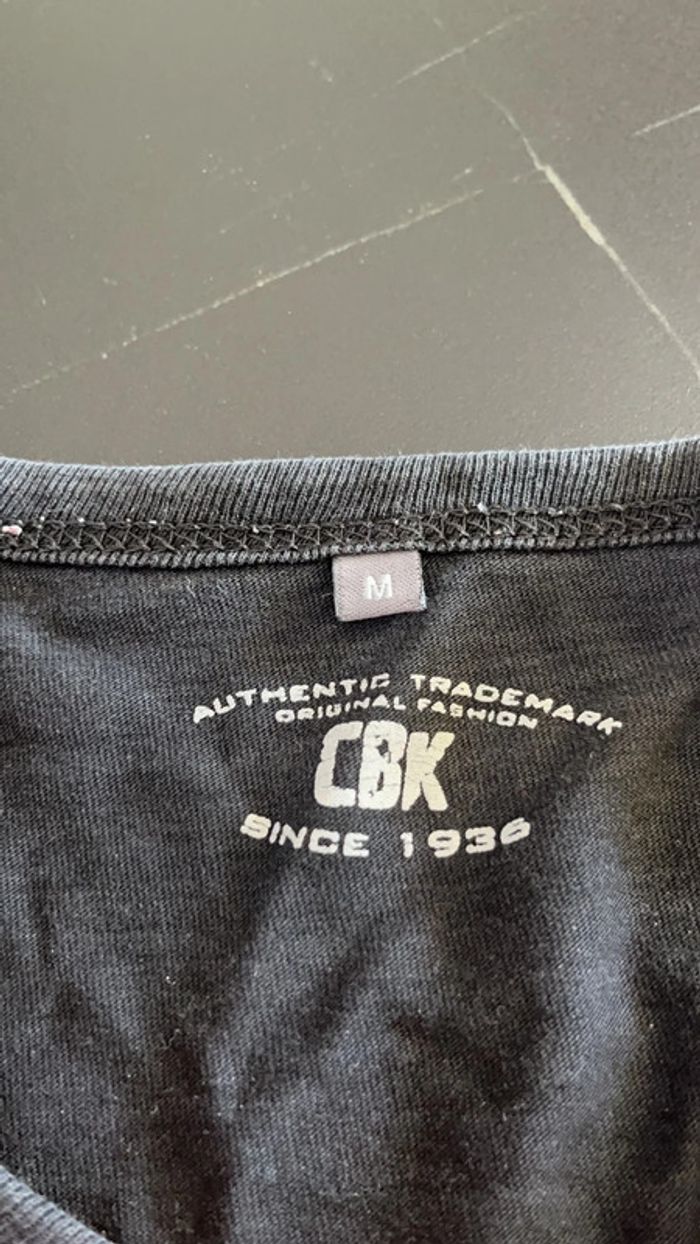 M
AUTHENTIC TRADEMARK
ORIGINAL FASHION
CBK
SINCE 1936